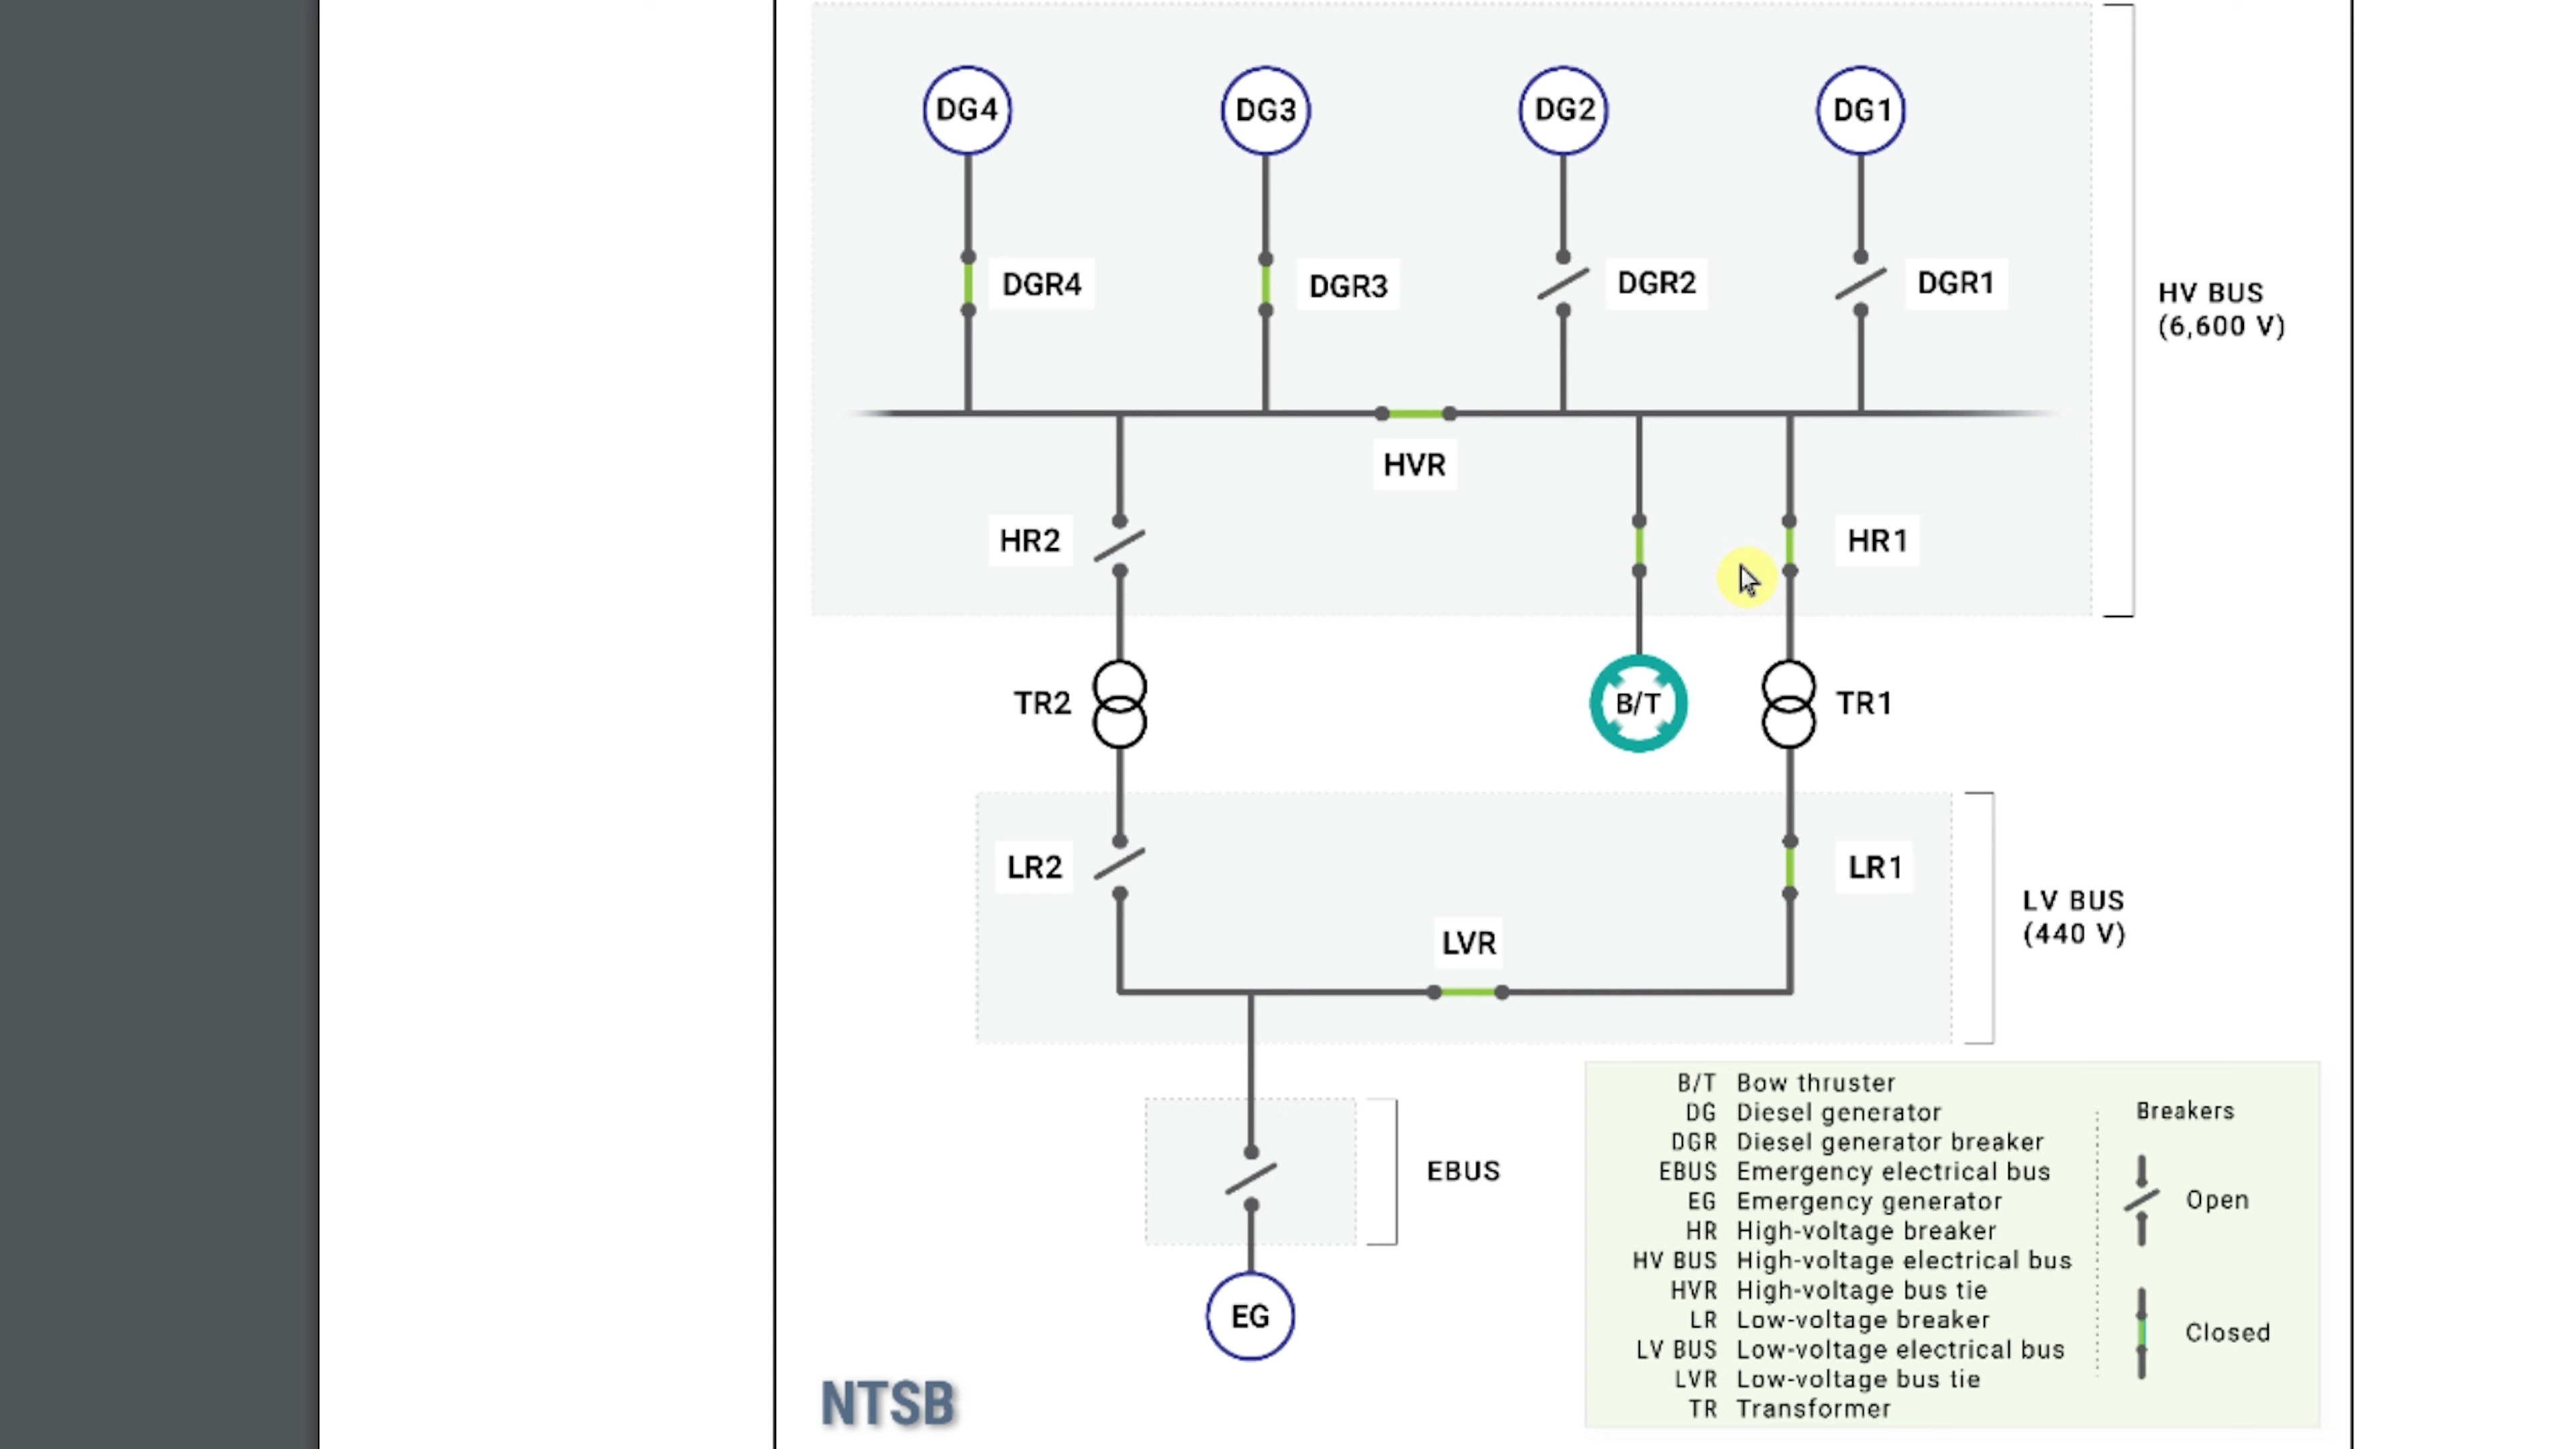 DG4
DG3
DG2
DG1
DGR4
DGR3
DGR2
DGR1
HV BUS
(6,600 V)
HVR
HR2
HR1
TR2
B/T
TR1
LR2
LR1
LVR
LV BUS
(440 V)
EBUS
EG
B/T Bow thruster
DG Diesel generator
DGR Diesel generator breaker
EBUS Emergency electrical bus
EG Emergency generator
HR High-voltage breaker
HV BUS High-voltage electrical bus
HVR High-voltage bus tie
LR Low-voltage breaker
LV BUS Low-voltage electrical bus
LVR Low-voltage bus tie
TR Transformer
Breakers
Open
Closed
NTSB